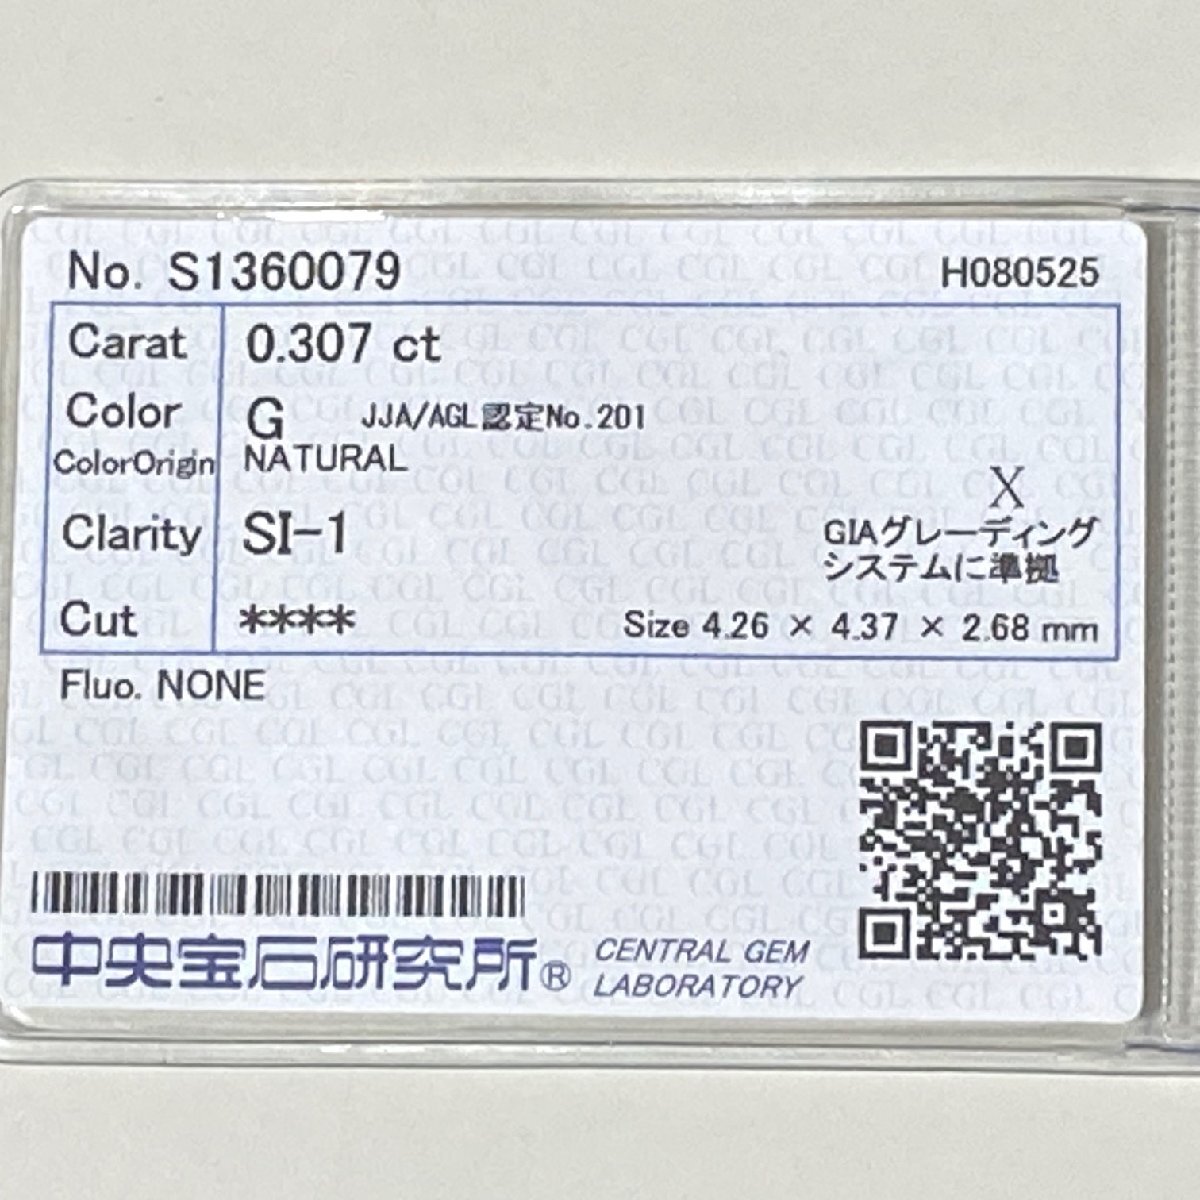 No. S1360079 H080525
Carat 0.307 ct
Color G JJA/AGL認定No.201
ColorOrigin NATURAL
X
Clarity SI-1 GIAグレーディング
システムに準拠
Cut **** Size 4.26 × 4.37 × 2.68 mm
Fluo. NONE
中央宝石研究所® CENTRAL GEM
LABORATORY